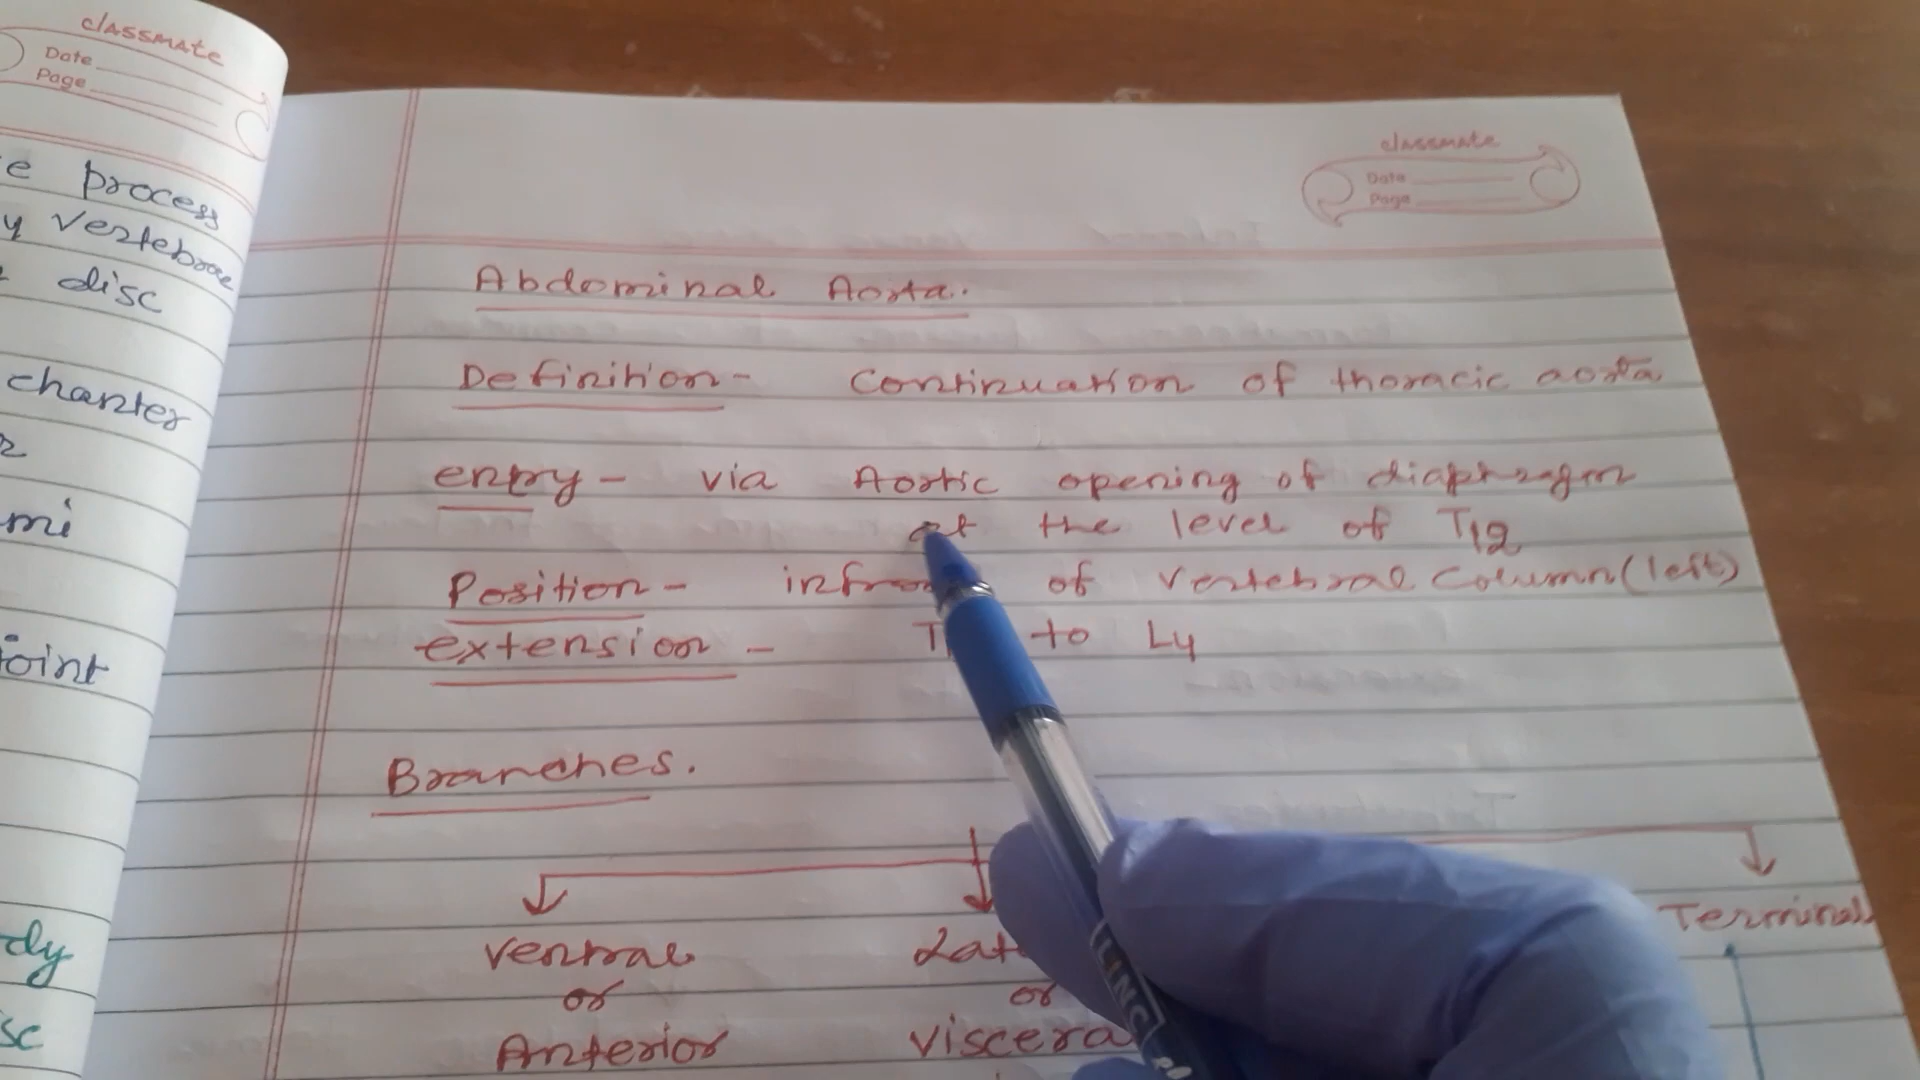 classmate
Date
Page
e process
y vertebrae
disc
chanter
mi
joint
dy
sc
classmate
Date
Page
Abdominal Aorta.
Definition - Continuation of thoracic aorta
entry - via Aortic opening of diaphragm
at the level of T12
Position - infront of vertebral column (left)
extension - T to L4
Branches.
Terminal
ventral
or or
Anterior viscera
LINC